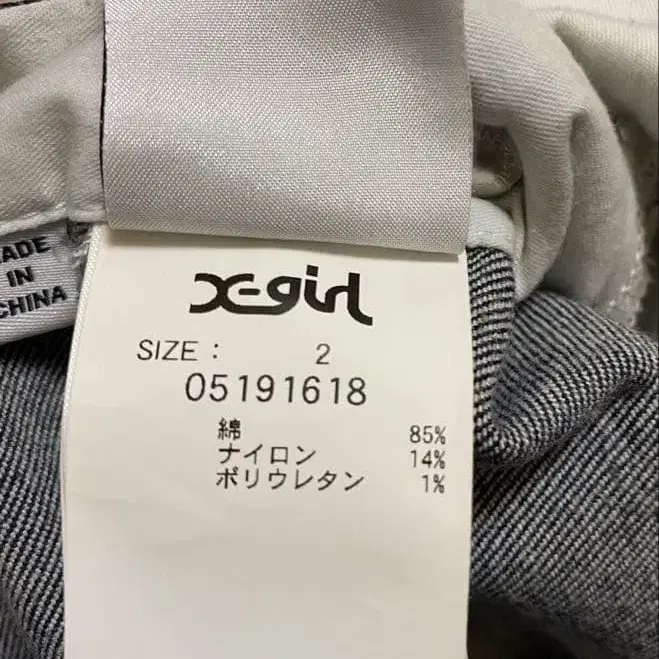 MADE
IN
CHINA
X-girl
SIZE : 2
05191618
綿 85%
ナイロン 14%
ポリウレタン 1%